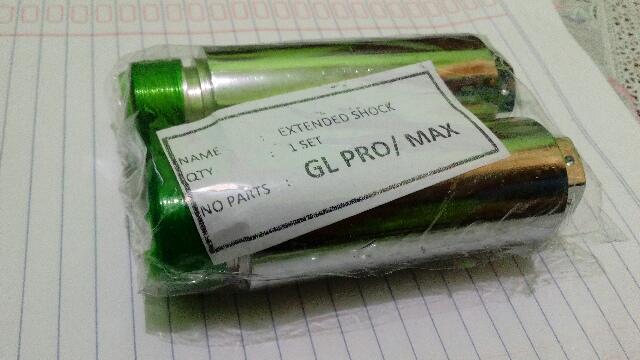 NAME : EXTENDED SHOCK
QTY : 1 SET
NO PARTS : GL PRO/ MAX